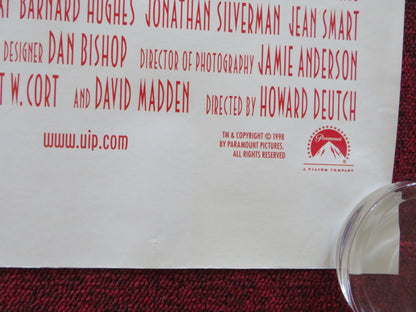 BARNARD HUGHES JONATHAN SILVERMAN JEAN SMART
DESIGNER DAN BISHOP DIRECTOR OF PHOTOGRAPHY JAMIE ANDERSON
W. CORT AND DAVID MADDEN DIRECTED BY HOWARD DEUTCH
www.uip.com
TM & COPYRIGHT © 1998
BY PARAMOUNT PICTURES.
ALL RIGHTS RESERVED
Paramount
A VIACOM COMPANY